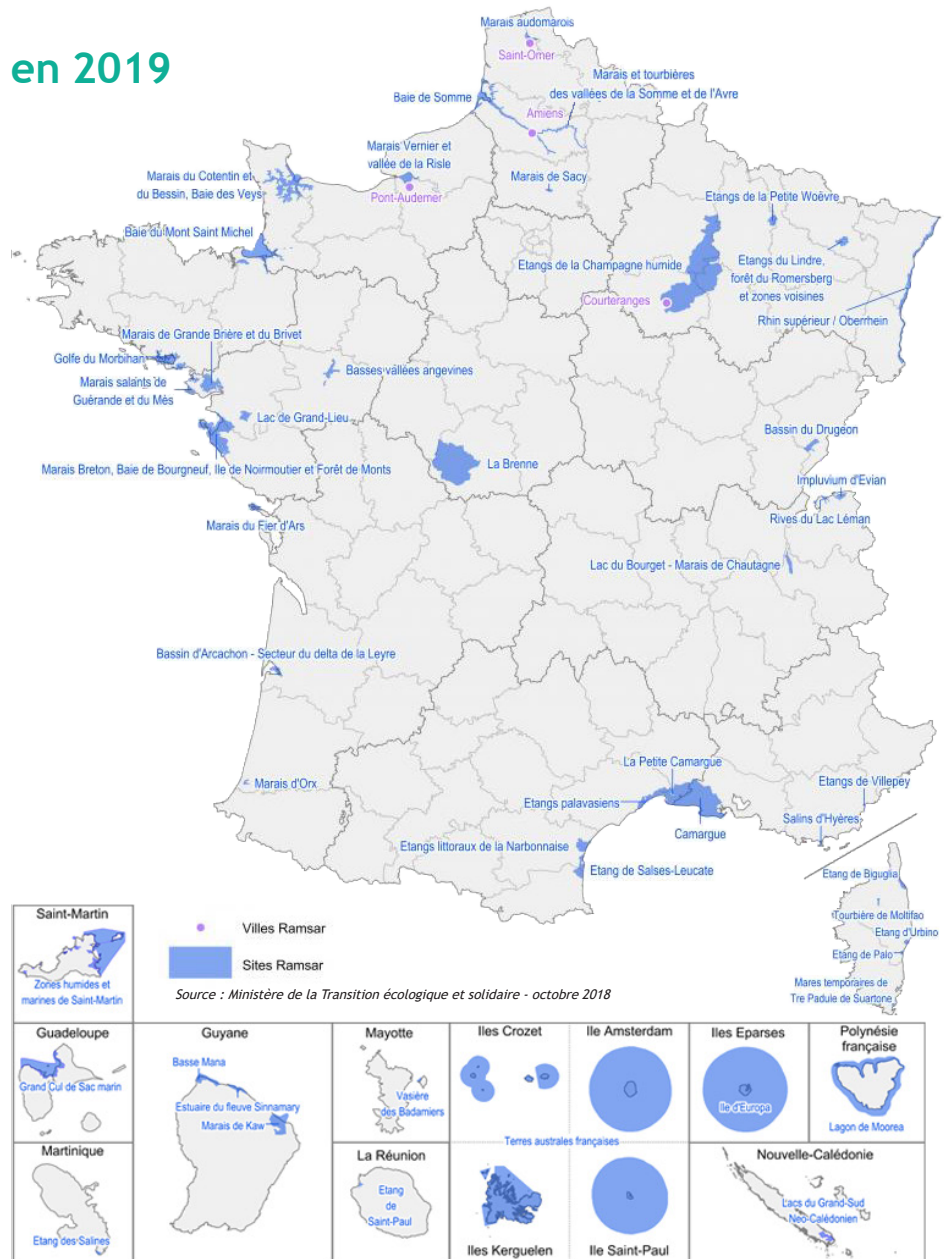 en 2019
Marais audomarois
Saint-Omer
Marais et tourbières
des vallées de la Somme et de l'Avre
Baie de Somme
Amiens
Marais Vernier et
vallée de la Risle
Marais de Sacy
Pont-Audemer
Marais du Cotentin et
du Bessin, Baie des Veys
Etangs de la Petite Woëvre
Baie du Mont Saint Michel
Etangs de la Champagne humide
Etangs du Lindre,
forêt du Romersberg
et zones voisines
Courteranges
Rhin supérieur / Oberrhein
Marais de Grande Brière et du Brivet
Golfe du Morbihan
Basses vallées angevines
Marais salants de
Guérande et du Mès
Lac de Grand-Lieu
Bassin du Drugeon
Marais Breton, Baie de Bourgneuf, Ile de Noirmoutier et Forêt de Monts
La Brenne
Impluvium d'Evian
Marais du Fier d'Ars
Rives du Lac Léman
Lac du Bourget - Marais de Chautagne
Bassin d'Arcachon - Secteur du delta de la Leyre
La Petite Camargue
Marais d'Orx
Etangs de Villepey
Etangs palavasiens
Salins d'Hyères
Camargue
Etangs littoraux de la Narbonnaise
Etang de Salses-Leucate
Etang de Biguglia
Tourbière de Moltifao
Etang d'Urbino
Etang de Palo
Mares temporaires de
Tre Padule de Suartone
Saint-Martin
Zones humides et
marines de Saint-Martin
Villes Ramsar
Sites Ramsar
Source : Ministère de la Transition écologique et solidaire - octobre 2018
Guadeloupe
Grand Cul de Sac marin
Guyane
Basse Mana
Estuaire du fleuve Sinnamary
Marais de Kaw
Mayotte
Vasière
des Badamiers
Iles Crozet
Ile Amsterdam
Iles Eparses
Ile d'Europa
Polynésie
française
Lagon de Moorea
Terres australes françaises
Martinique
Etang des Salines
La Réunion
Etang
de
Saint-Paul
Iles Kerguelen
Ile Saint-Paul
Nouvelle-Calédonie
Lacs du Grand-Sud
Néo-Calédonien